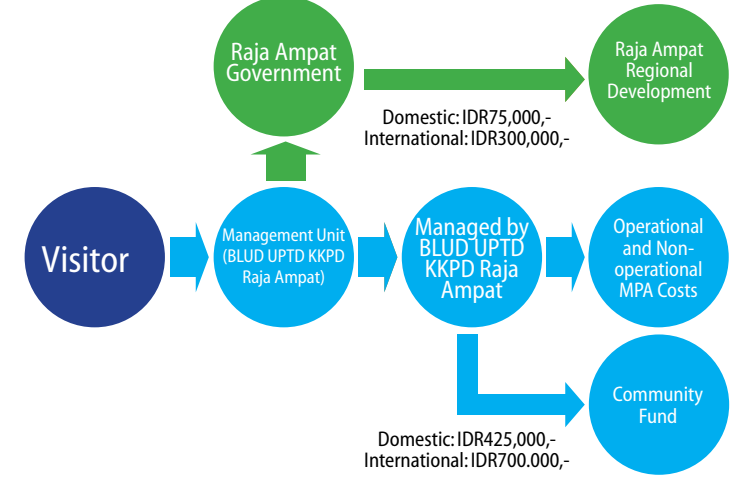 Raja Ampat
Government
Raja Ampat
Regional
Development
Domestic: IDR75,000,-
International: IDR300,000,-
Visitor
Management Unit
(BLUD UPTD KKPD
Raja Ampat)
Managed by
BLUD UPTD
KKPD Raja
Ampat
Operational
and Non-
operational
MPA Costs
Community
Fund
Domestic: IDR425,000,-
International: IDR700.000,-